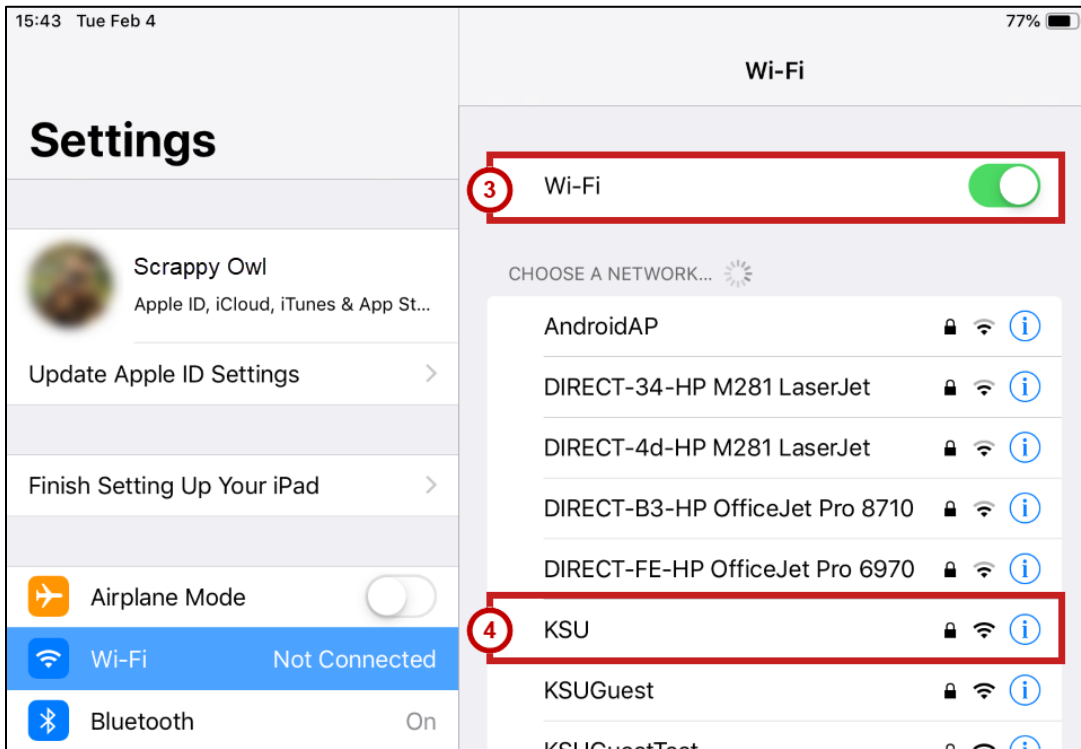 15:43 Tue Feb 4
77%
Settings
Scrappy Owl
Apple ID, iCloud, iTunes & App St...
Update Apple ID Settings
Finish Setting Up Your iPad
Airplane Mode
Wi-Fi Not Connected
Bluetooth On
Wi-Fi
3 Wi-Fi
CHOOSE A NETWORK...
AndroidAP
DIRECT-34-HP M281 LaserJet
DIRECT-4d-HP M281 LaserJet
DIRECT-B3-HP OfficeJet Pro 8710
DIRECT-FE-HP OfficeJet Pro 6970
4 KSU
KSUGuest
KSUGuestTest